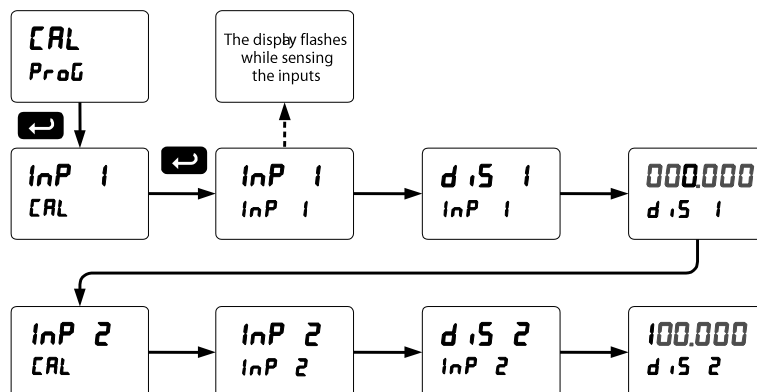 CAL
ProG
The display flashes
while sensing
the inputs
InP 1
CAL
InP 1
InP 1
diS 1
InP 1
000.000
diS 1
InP 2
CAL
InP 2
InP 2
diS 2
InP 2
100.000
diS 2